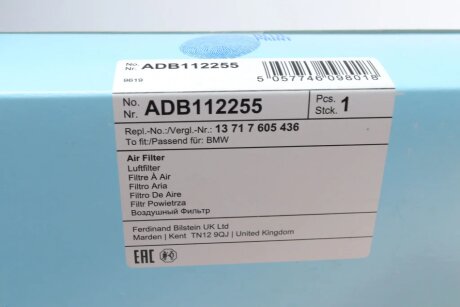 PRINT
No. Nr. ADB112255
8619
5 057746 098018
No. Nr. ADB112255
Pcs. Stck. 1
Repl.-No.:/Vergl.-Nr.: 13 71 7 605 436
To fit:/Passend für: BMW
Air Filter
Luftfilter
Filtre À Air
Filtro Aria
Filtro De Aire
Filtr Powietrza
Воздушный Фильтр
Ferdinand Bilstein UK Ltd
Marden | Kent TN12 9QJ | United Kingdom
EAC